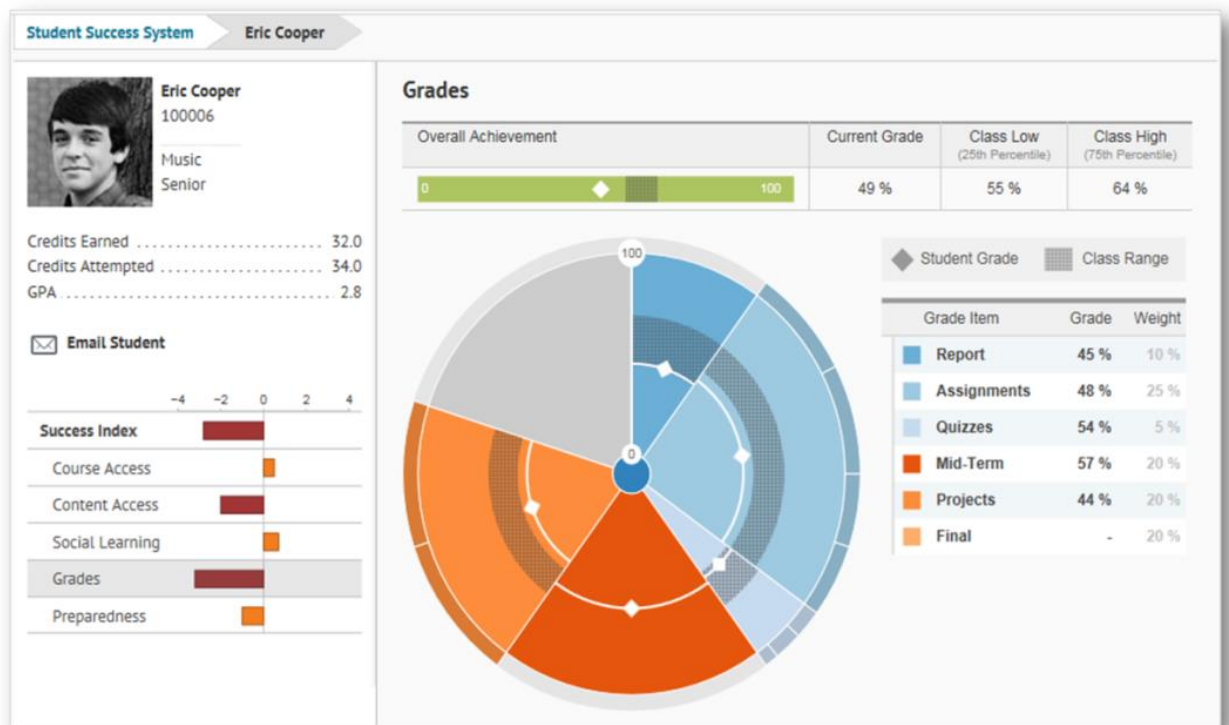 Student Success System Eric Cooper
Eric Cooper
100006
Music
Senior
Credits Earned 32.0
Credits Attempted 34.0
GPA 2.8
Email Student
-4 -2 0 2 4
Success Index
Course Access
Content Access
Social Learning
Grades
Preparedness
Grades
Overall Achievement Current Grade Class Low (25th Percentile) Class High (75th Percentile)
0 100 49 % 55 % 64 %
100
0
Student Grade Class Range
Grade Item Grade Weight
Report 45 % 10 %
Assignments 48 % 25 %
Quizzes 54 % 5 %
Mid-Term 57 % 20 %
Projects 44 % 20 %
Final - 20 %